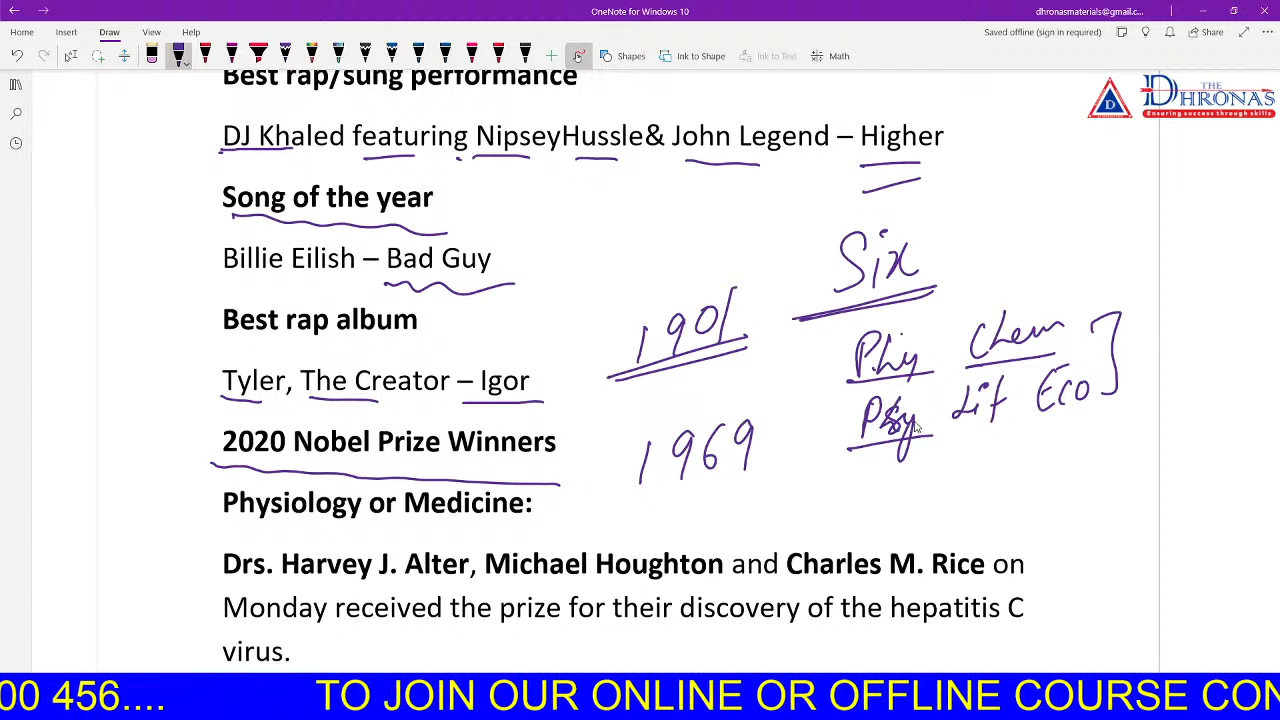 OneNote for Windows 10
dhronasmaterials@gmail.c...
Home Insert Draw View Help
Saved offline (sign in required) Share
Shapes Ink to Shape Ink to Text Math
Best rap/sung performance
THE DHRONAS
Ensuring success through skills
DJ Khaled featuring NipseyHussle& John Legend – Higher
Song of the year
Six
Billie Eilish – Bad Guy
1901
Best rap album
Phy Chem
Tyler, The Creator – Igor
Psy Lit Eco
2020 Nobel Prize Winners
1969
Physiology or Medicine:
Drs. Harvey J. Alter, Michael Houghton and Charles M. Rice on
Monday received the prize for their discovery of the hepatitis C
virus.
00 456.... TO JOIN OUR ONLINE OR OFFLINE COURSE CON